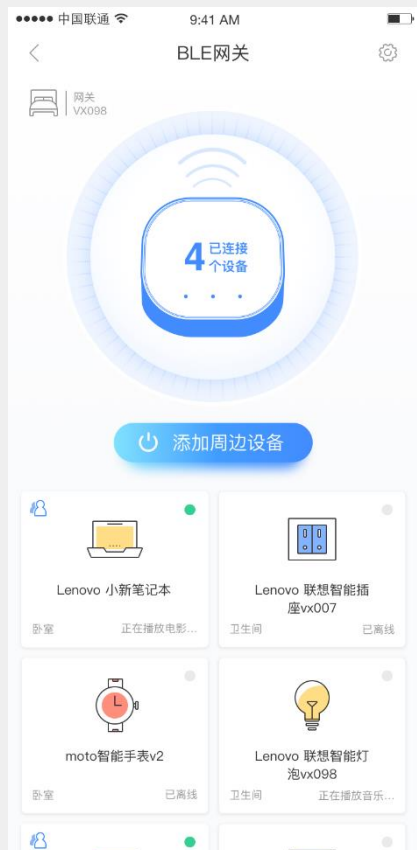 中国联通 9:41 AM
BLE网关
网关
VX098
4 已连接
个设备
添加周边设备
Lenovo 小新笔记本
卧室 正在播放电影...
Lenovo 联想智能插
座vx007
卫生间 已离线
moto智能手表v2
卧室 已离线
Lenovo 联想智能灯
泡vx098
卫生间 正在播放音乐...